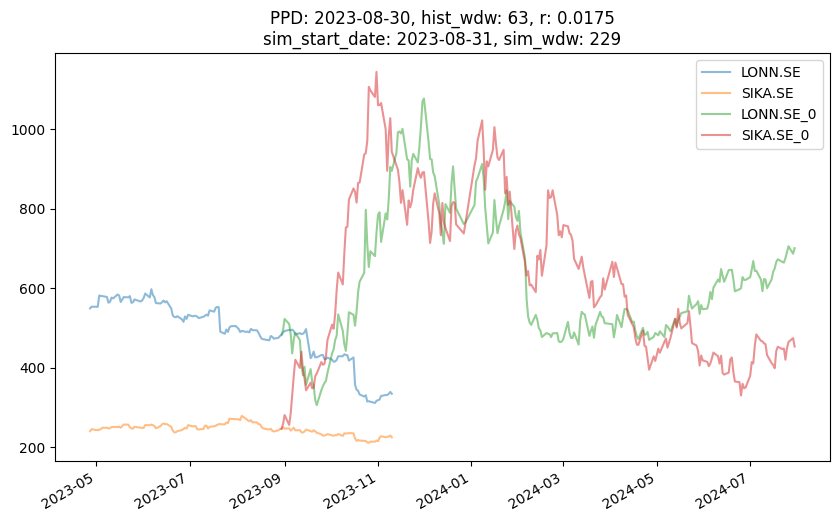 PPD: 2023-08-30, hist_wdw: 63, r: 0.0175
sim_start_date: 2023-08-31, sim_wdw: 229
LONN.SE
SIKA.SE
LONN.SE_0
SIKA.SE_0
1000
800
600
400
200
2023-05
2023-07
2023-09
2023-11
2024-01
2024-03
2024-05
2024-07